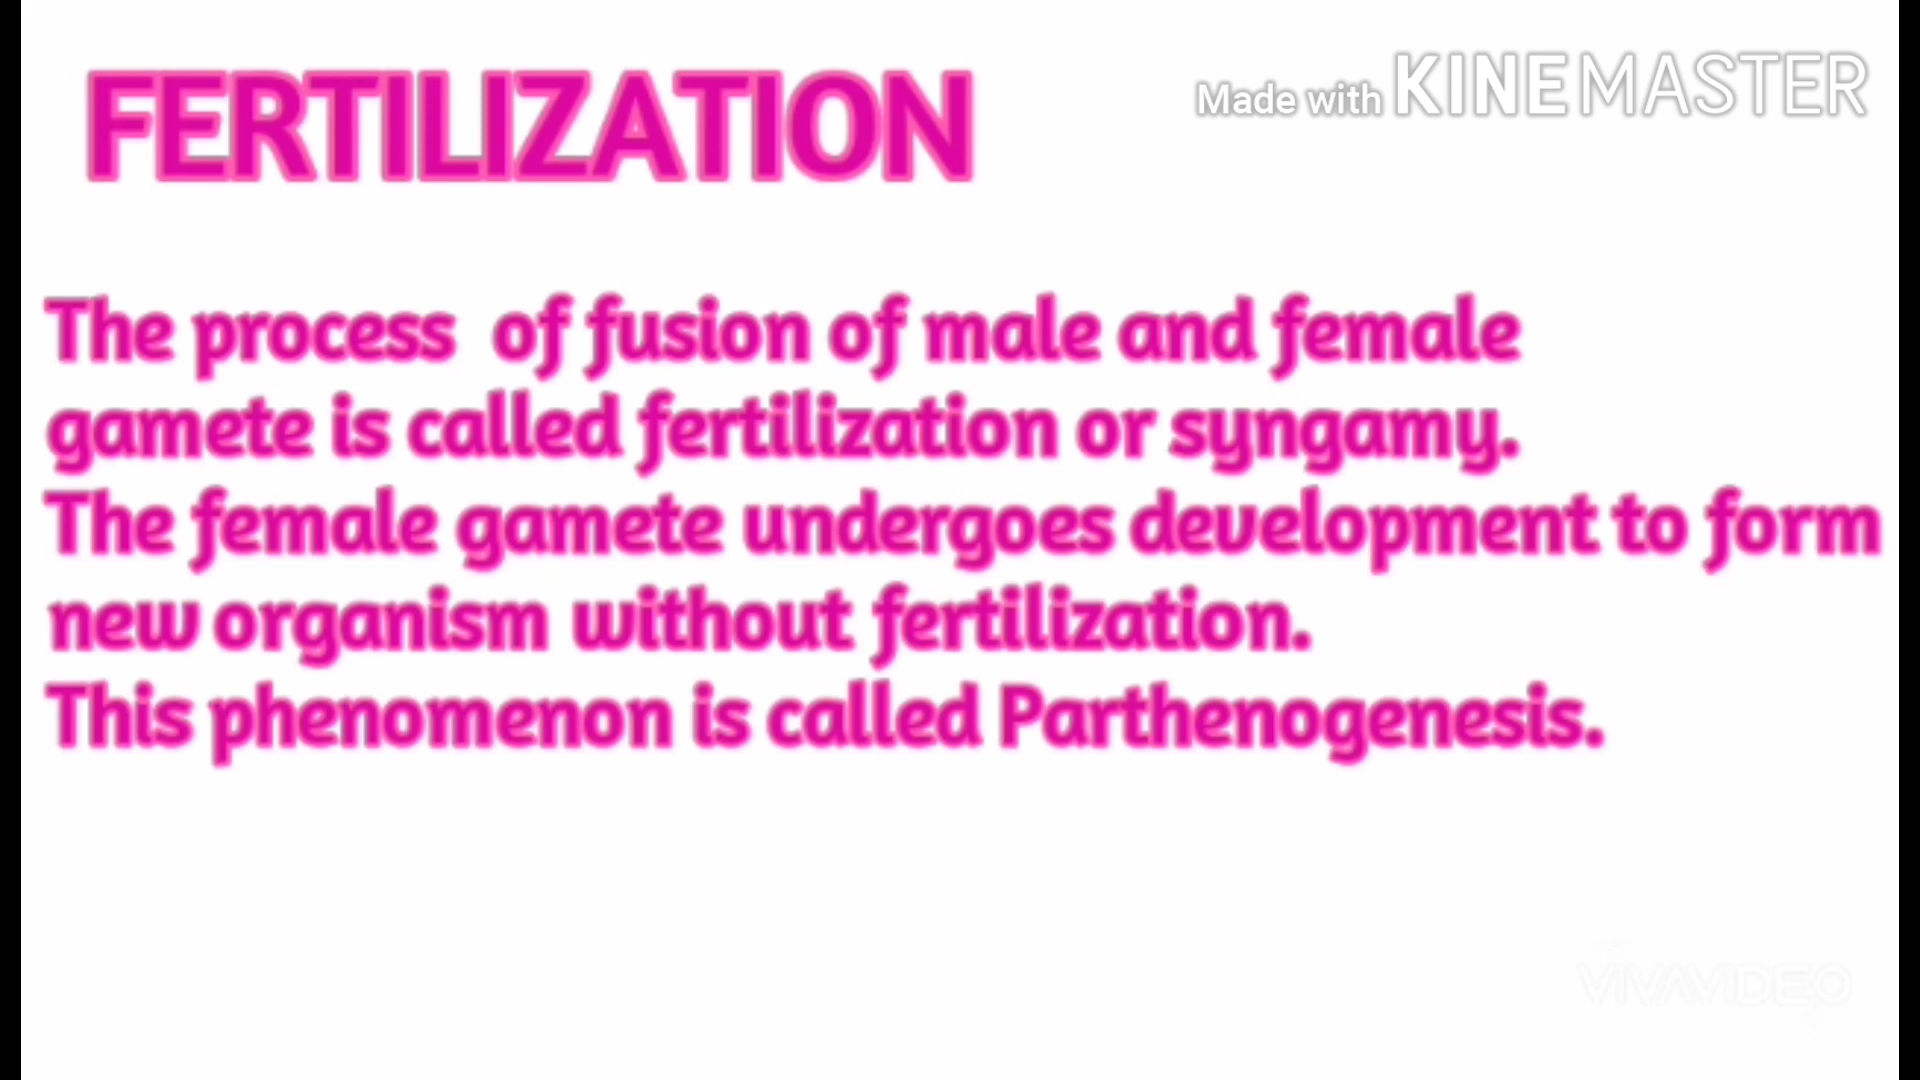 FERTILIZATION
Made with KINEMASTER
The process of fusion of male and female
gamete is called fertilization or syngamy.
The female gamete undergoes development to form
new organism without fertilization.
This phenomenon is called Parthenogenesis.
VIVAVIDEO